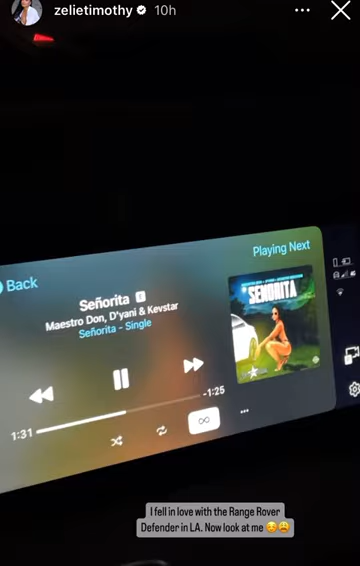 zelietimothy 10h
Back
Playing Next
Señorita E
Maestro Don, D'yani & Kevstar
Señorita - Single
SEÑORITA
1:31
-1:25
I fell in love with the Range Rover
Defender in LA. Now look at me ☺️😩